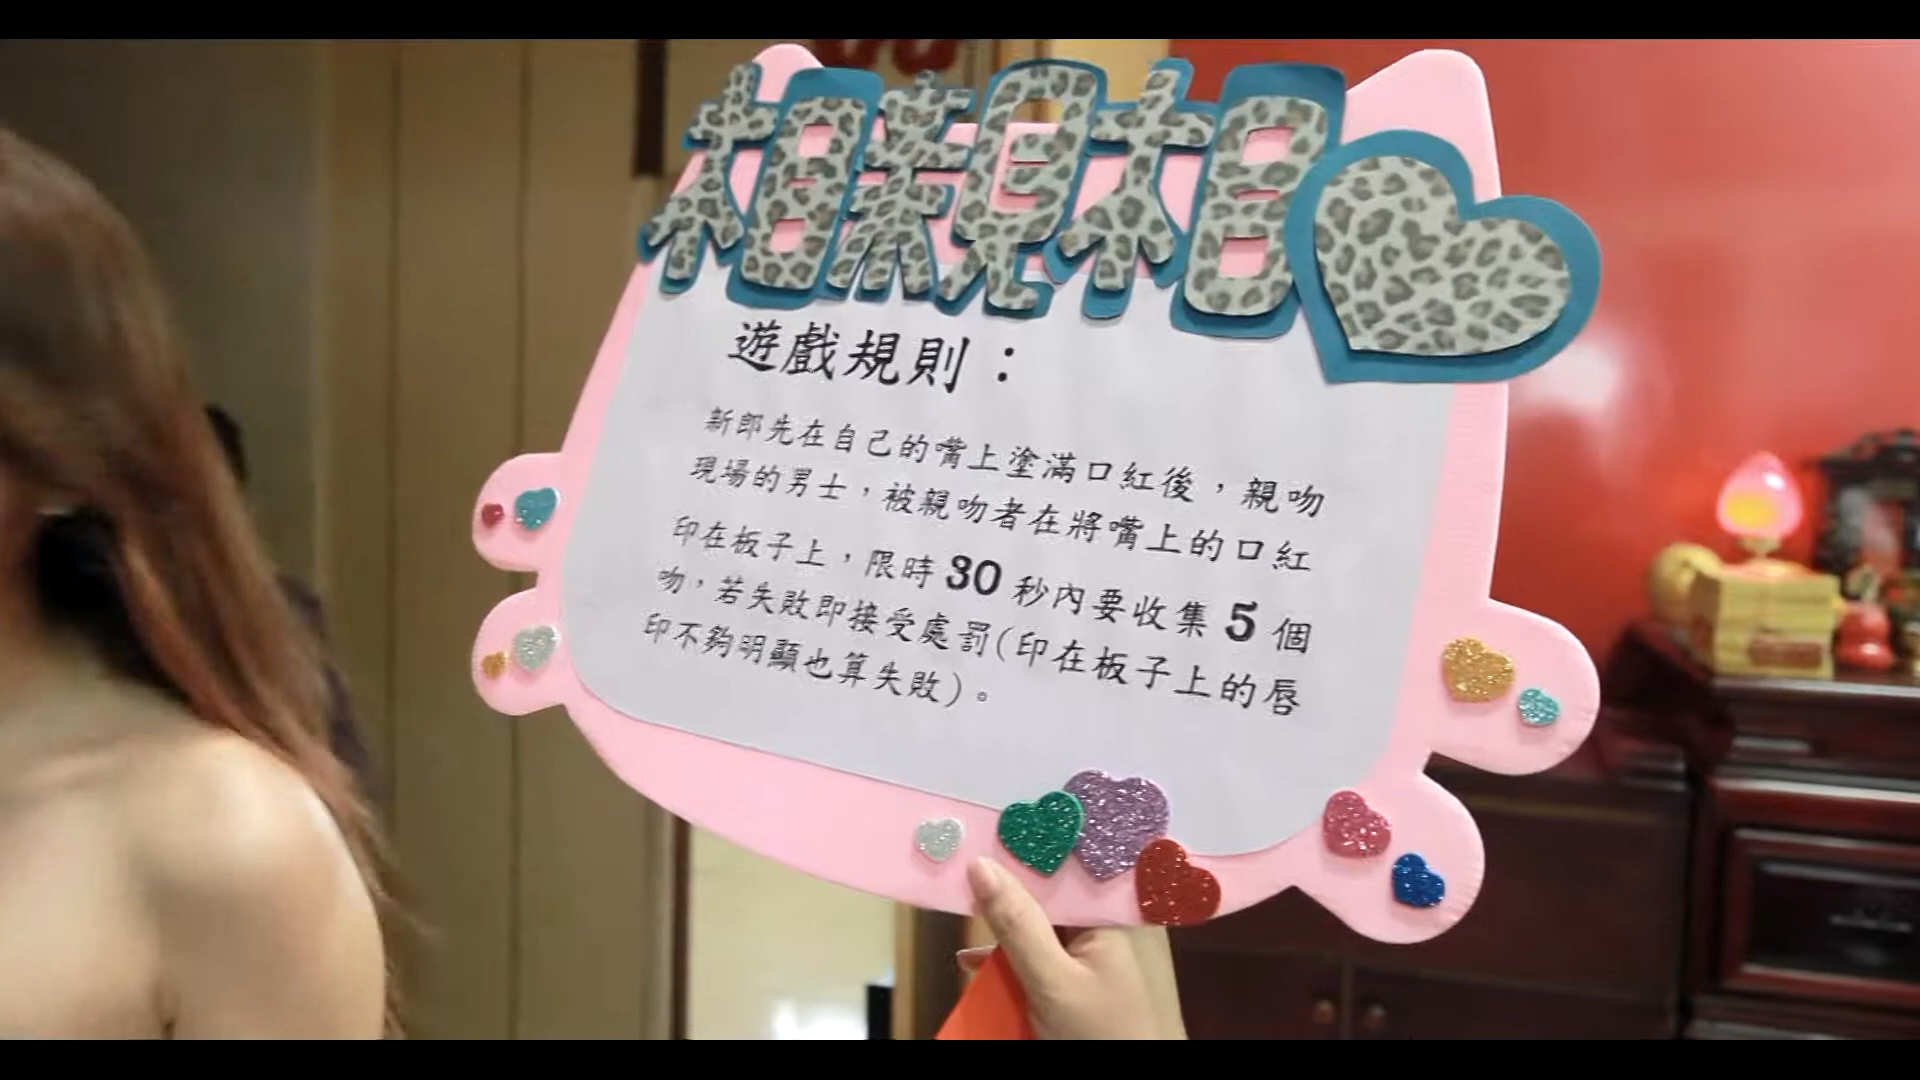 相親相
遊戲規則：
新郎先在自己的嘴上塗滿口紅後，親吻
現場的男士，被親吻者在將嘴上的口紅
印在板子上，限時 30 秒內要收集 5 個
吻，若失敗即接受處罰(印在板子上的唇
印不夠明顯也算失敗)。